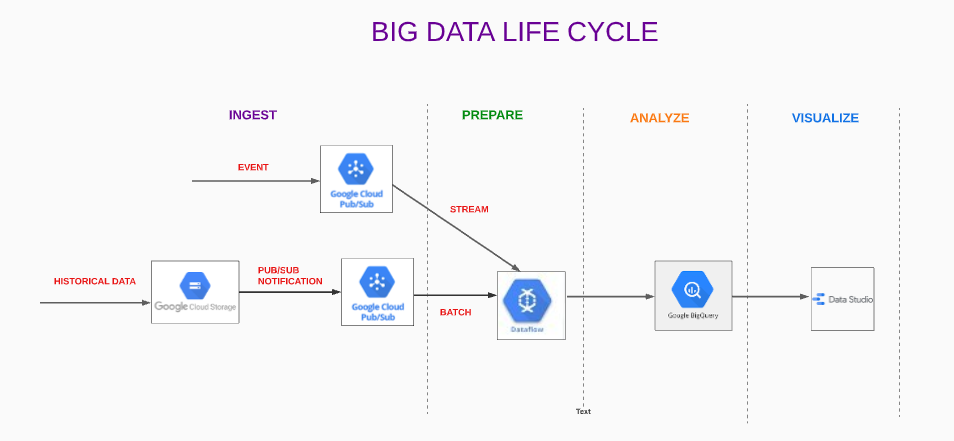 BIG DATA LIFE CYCLE
INGEST
PREPARE
ANALYZE
VISUALIZE
EVENT
Google Cloud
Pub/Sub
STREAM
HISTORICAL DATA
Google Cloud Storage
PUB/SUB
NOTIFICATION
Google Cloud
Pub/Sub
BATCH
Dataflow
Google BigQuery
Data Studio
Text